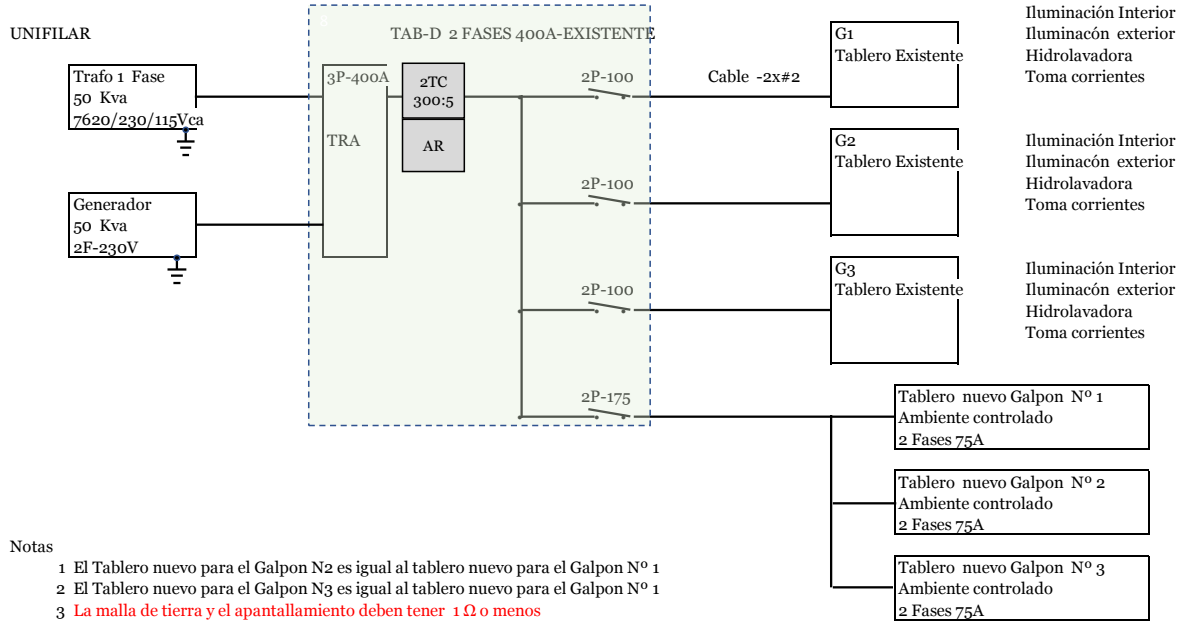 UNIFILAR
TAB-D 2 FASES 400A-EXISTENTE
Trafo 1 Fase
50 Kva
7620/230/115Vca
Generador
50 Kva
2F-230V
3P-400A
TRA
2TC
300:5
AR
2P-100
Cable -2x#2
G1
Tablero Existente
Iluminación Interior
Iluminacón exterior
Hidrolavadora
Toma corrientes
2P-100
G2
Tablero Existente
Iluminación Interior
Iluminacón exterior
Hidrolavadora
Toma corrientes
2P-100
G3
Tablero Existente
Iluminación Interior
Iluminacón exterior
Hidrolavadora
Toma corrientes
2P-175
Tablero nuevo Galpon Nº 1
Ambiente controlado
2 Fases 75A
Tablero nuevo Galpon Nº 2
Ambiente controlado
2 Fases 75A
Tablero nuevo Galpon Nº 3
Ambiente controlado
2 Fases 75A
Notas
1 El Tablero nuevo para el Galpon N2 es igual al tablero nuevo para el Galpon Nº 1
2 El Tablero nuevo para el Galpon N3 es igual al tablero nuevo para el Galpon Nº 1
3 La malla de tierra y el apantallamiento deben tener 1 Ω o menos